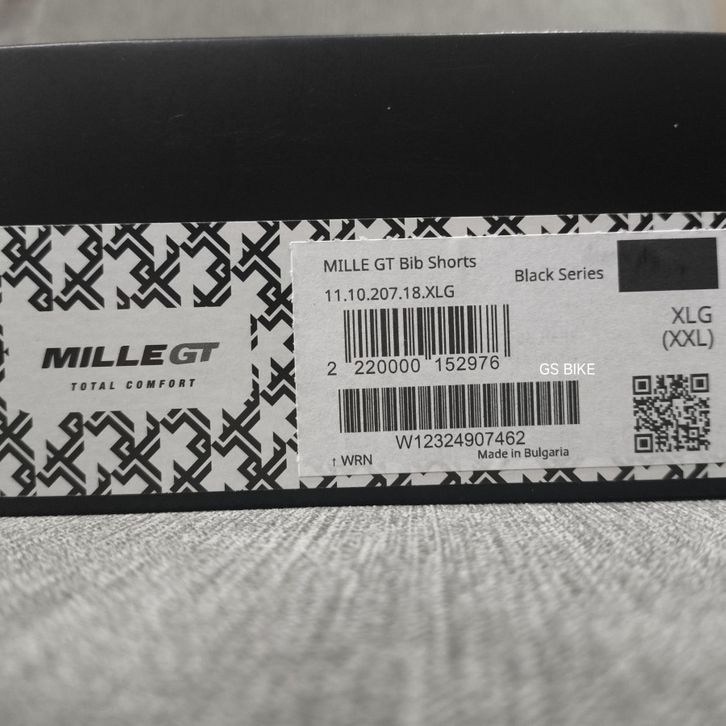 MILLE GT
TOTAL COMFORT
MILLE GT Bib Shorts
Black Series
11.10.207.18.XLG
XLG
(XXL)
2 220000 152976
GS BIKE
W12324907462
↑ WRN
Made in Bulgaria